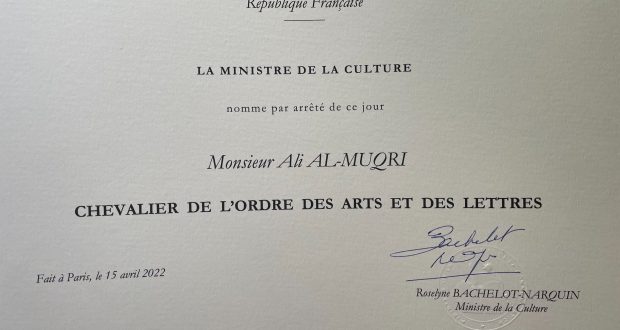 République Française
LA MINISTRE DE LA CULTURE
nomme par arrêté de ce jour
Monsieur Ali AL-MUQRI
CHEVALIER DE L'ORDRE DES ARTS ET DES LETTRES
Bachelot
Fait à Paris, le 15 avril 2022
Roselyne BACHELOT-NARQUIN
Ministre de la Culture